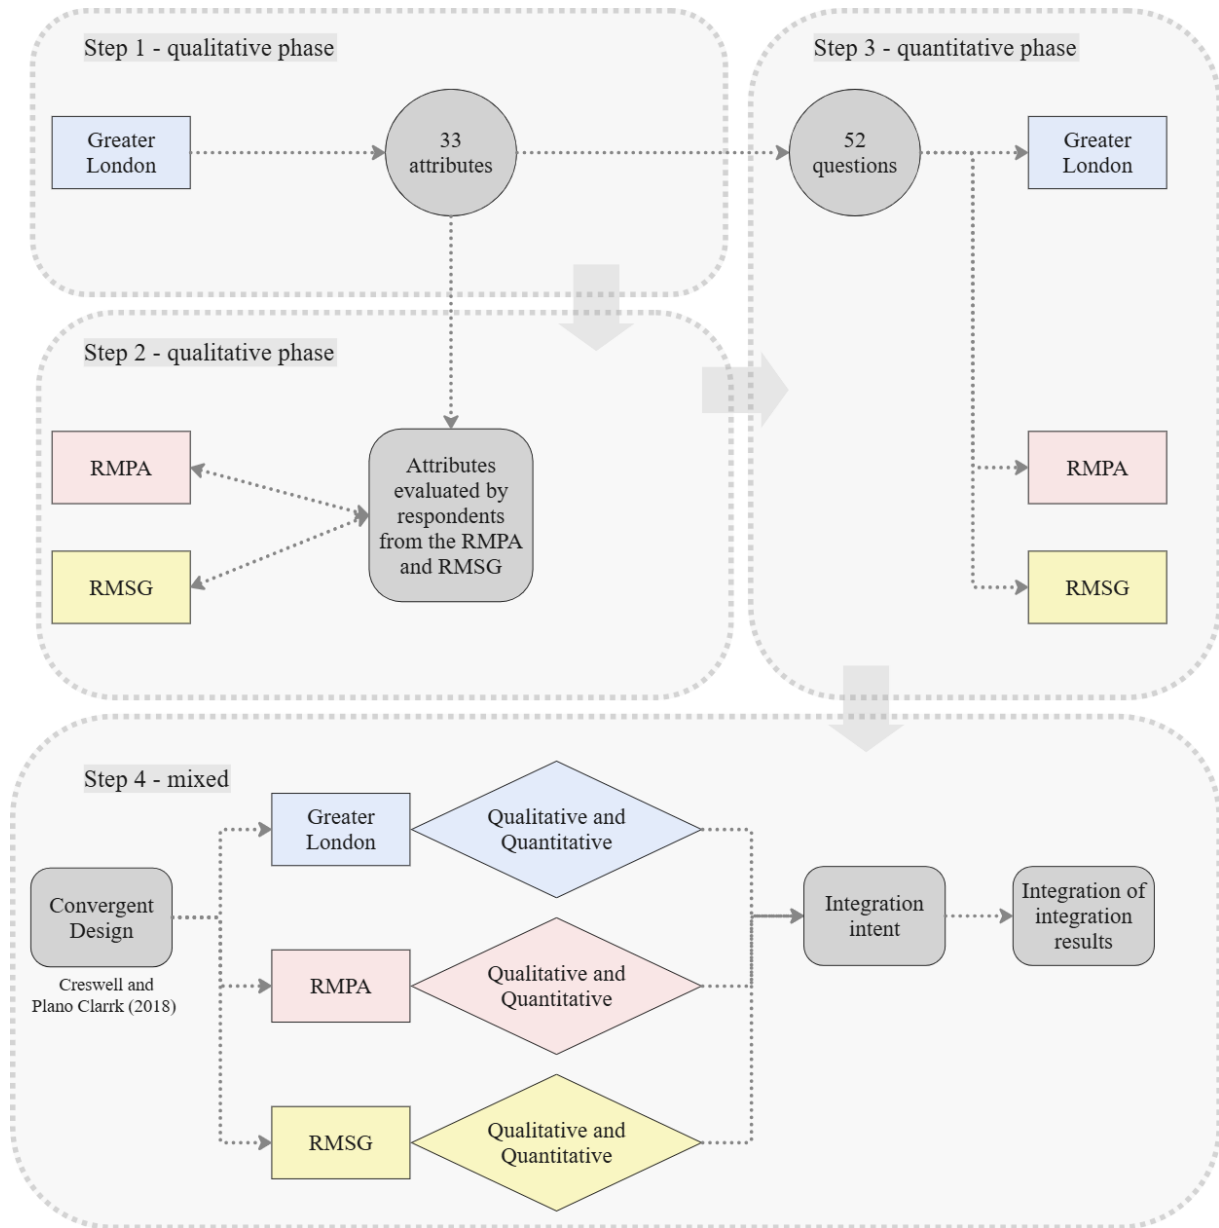 Step 1 - qualitative phase
Greater
London
33
attributes
Step 2 - qualitative phase
RMPA
RMSG
Attributes
evaluated by
respondents
from the RMPA
and RMSG
Step 3 - quantitative phase
52
questions
Greater
London
RMPA
RMSG
Step 4 - mixed
Convergent
Design
Creswell and
Plano Clarrk (2018)
Greater
London
Qualitative and
Quantitative
RMPA
Qualitative and
Quantitative
RMSG
Qualitative and
Quantitative
Integration
intent
Integration of
integration
results